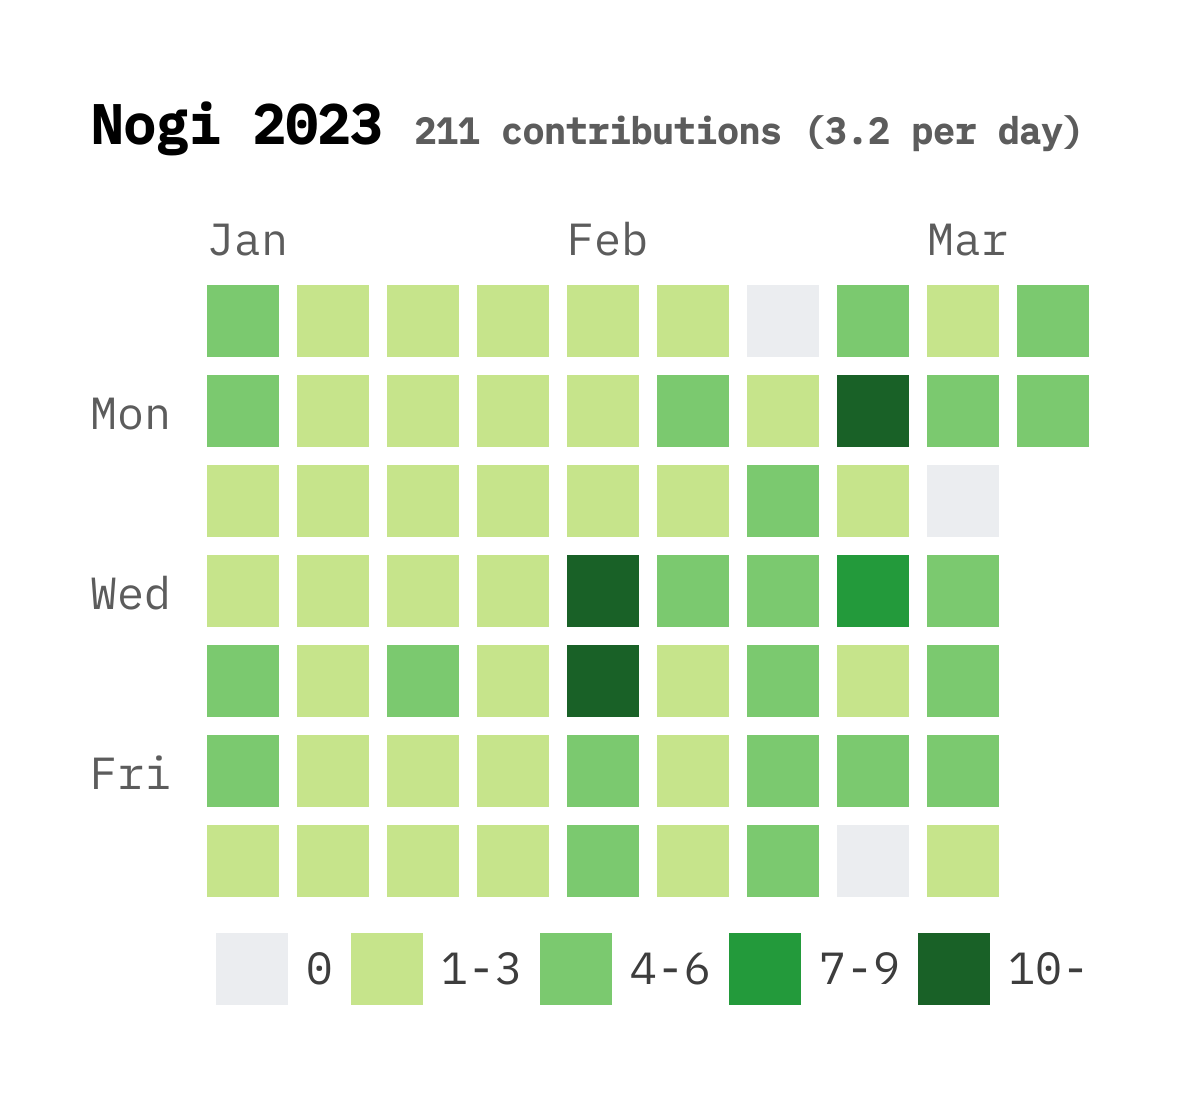 Nogi 2023 211 contributions (3.2 per day)
Jan Feb Mar
Mon
Wed
Fri
0 1-3 4-6 7-9 10-